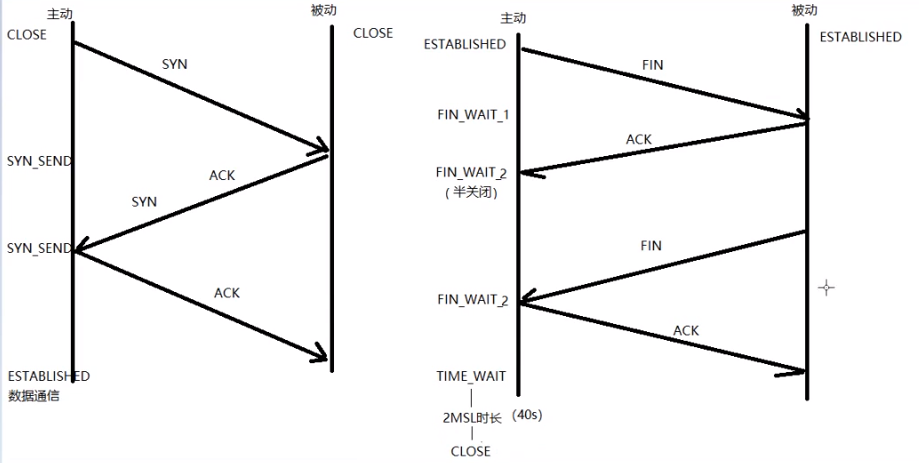 主动
被动
CLOSE
CLOSE
SYN
SYN_SEND
ACK
SYN
SYN_SEND
ACK
ESTABLISHED
数据通信
主动
被动
ESTABLISHED
ESTABLISHED
FIN
FIN_WAIT_1
ACK
FIN_WAIT_2
(半关闭)
FIN
FIN_WAIT_2
ACK
TIME_WAIT
2MSL时长 (40s)
CLOSE